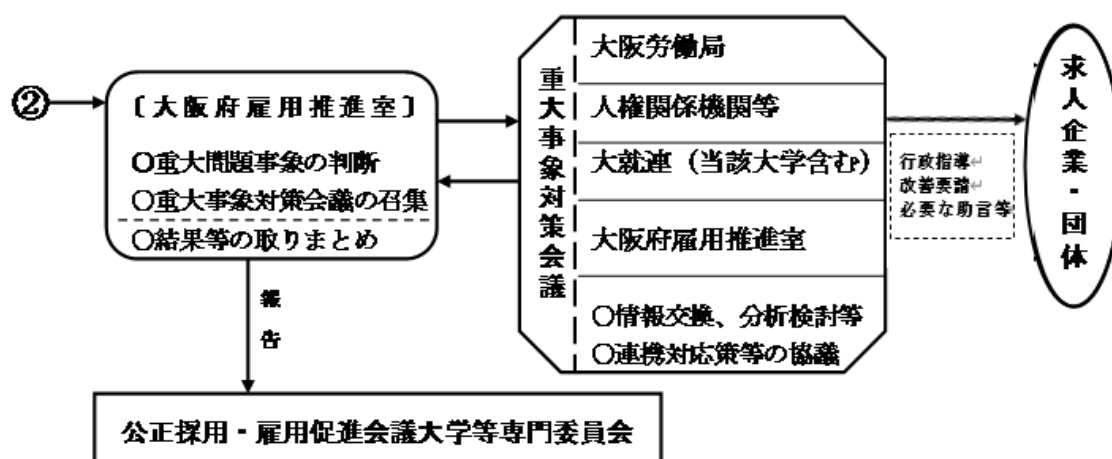 ②
〔大阪府雇用推進室〕
〇重大問題事象の判断
〇重大事象対策会議の召集
〇結果等の取りまとめ
報告
公正採用・雇用促進会議大学等専門委員会
重大事象対策会議
大阪労働局
人権関係機関等
大就連（当該大学含む）
大阪府雇用推進室
〇情報交換、分析検討等
〇連携対応策等の協議
行政指導
改善要請
必要な助言等
求人企業・団体